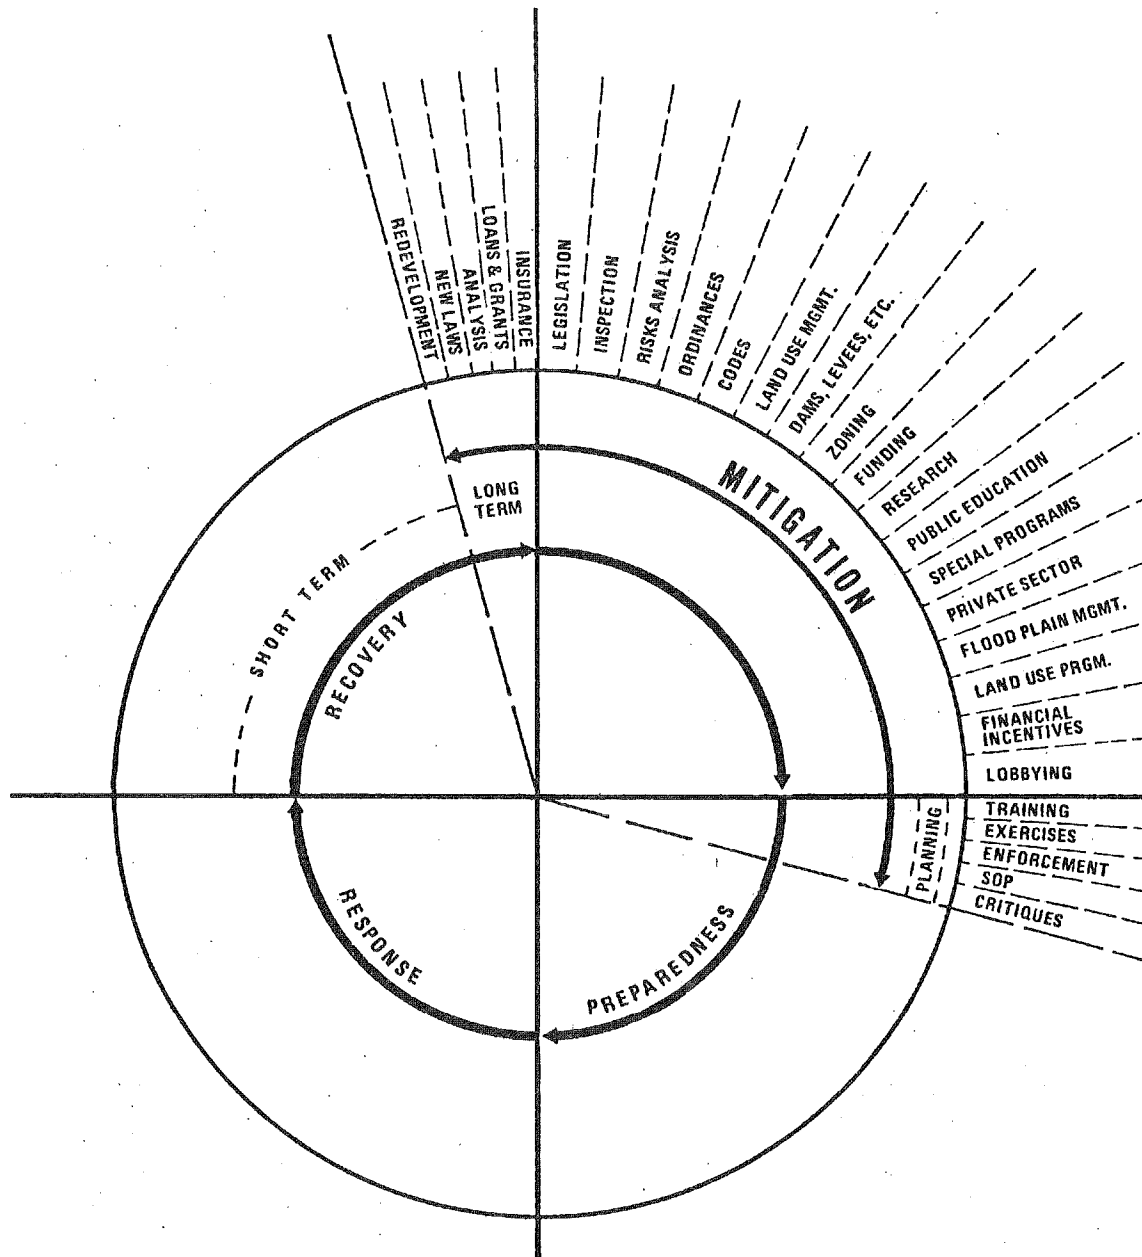 REDEVELOPMENT
NEW LAWS
ANALYSIS
LOANS & GRANTS
INSURANCE
LEGISLATION
INSPECTION
RISKS ANALYSIS
ORDINANCES
CODES
LAND USE MGMT.
DAMS, LEVEES, ETC.
ZONING
FUNDING
RESEARCH
PUBLIC EDUCATION
SPECIAL PROGRAMS
PRIVATE SECTOR
FLOOD PLAIN MGMT.
LAND USE PRGM.
FINANCIAL
INCENTIVES
LOBBYING
TRAINING
EXERCISES
ENFORCEMENT
SOP
CRITIQUES
PLANNING
MITIGATION
LONG
TERM
SHORT TERM
RECOVERY
RESPONSE
PREPAREDNESS